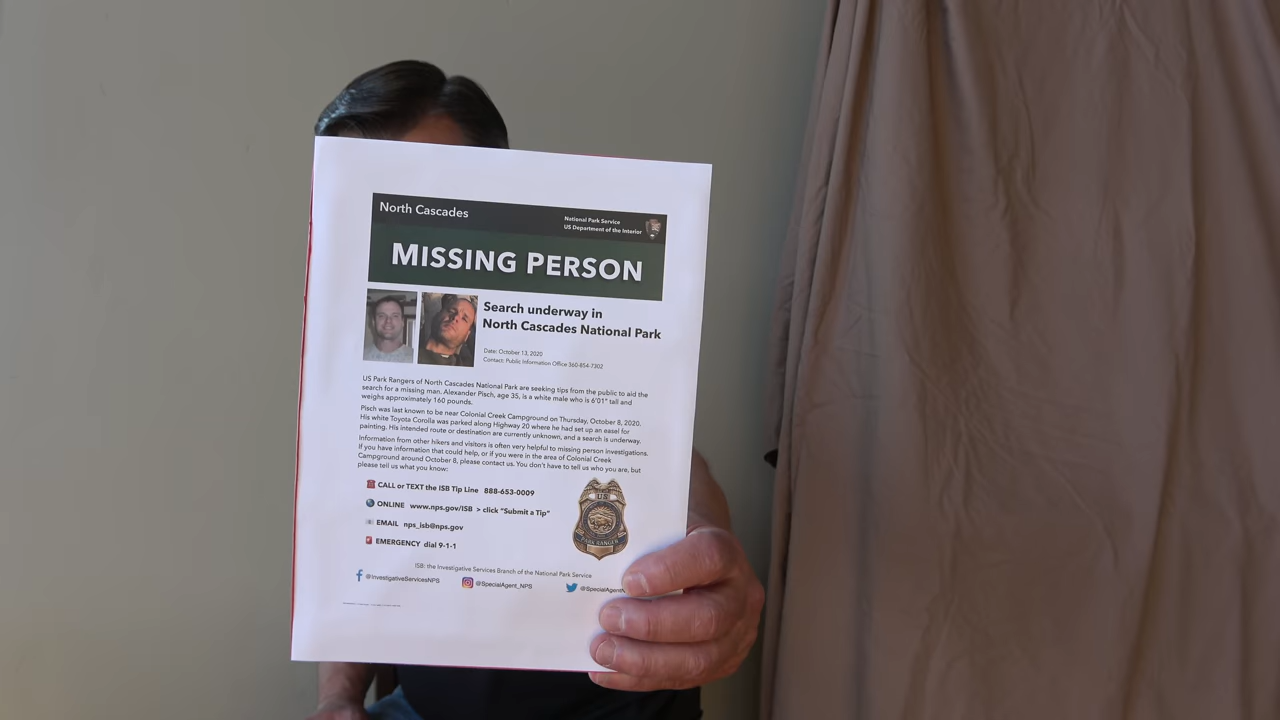 North Cascades
National Park Service
US Department of the Interior
MISSING PERSON
Search underway in
North Cascades National Park
Date: October 13, 2020
Contact: Public Information Office 360-854-7302
US Park Rangers of North Cascades National Park are seeking tips from the public to aid the
search for a missing man. Alexander Pisch, age 35, is a white male who is 6'01" tall and
weighs approximately 160 pounds.
Pisch was last known to be near Colonial Creek Campground on Thursday, October 8, 2020.
His white Toyota Corolla was parked along Highway 20 where he had set up an easel for
painting. His intended route or destination are currently unknown, and a search is underway.
Information from other hikers and visitors is often very helpful to missing person investigations.
If you have information that could help, or if you were in the area of Colonial Creek
Campground around October 8, please contact us. You don't have to tell us who you are, but
please tell us what you know:
CALL or TEXT the ISB Tip Line 888-653-0009
ONLINE www.nps.gov/ISB > click "Submit a Tip"
EMAIL nps_isb@nps.gov
EMERGENCY dial 9-1-1
US
PARK RANGER
ISB: the Investigative Services Branch of the National Park Service
@InvestigativeServicesNPS
@SpecialAgent_NPS